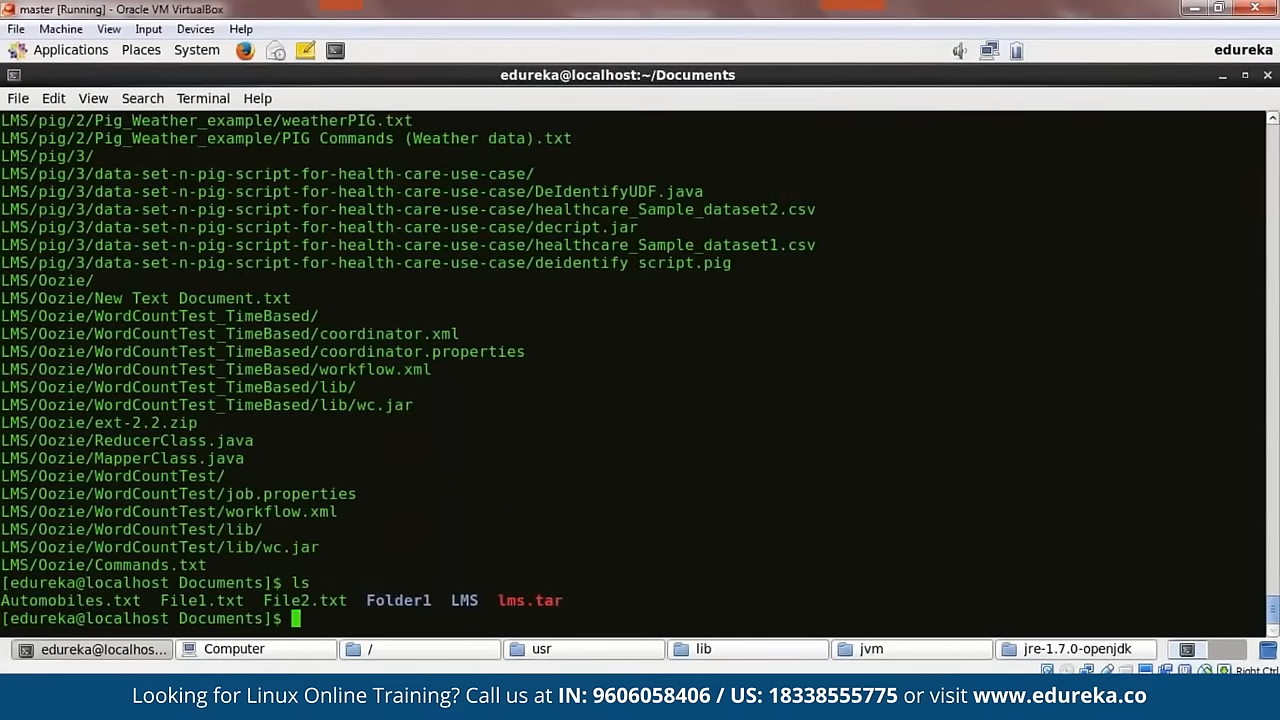 master [Running] - Oracle VM VirtualBox
File Machine View Input Devices Help
Applications Places System edureka
edureka@localhost:~/Documents
File Edit View Search Terminal Help
LMS/pig/2/Pig_Weather_example/weatherPIG.txt
LMS/pig/2/Pig_Weather_example/PIG Commands (Weather data).txt
LMS/pig/3/
LMS/pig/3/data-set-n-pig-script-for-health-care-use-case/
LMS/pig/3/data-set-n-pig-script-for-health-care-use-case/DeIdentifyUDF.java
LMS/pig/3/data-set-n-pig-script-for-health-care-use-case/healthcare_Sample_dataset2.csv
LMS/pig/3/data-set-n-pig-script-for-health-care-use-case/decript.jar
LMS/pig/3/data-set-n-pig-script-for-health-care-use-case/healthcare_Sample_dataset1.csv
LMS/pig/3/data-set-n-pig-script-for-health-care-use-case/deidentify script.pig
LMS/Oozie/
LMS/Oozie/New Text Document.txt
LMS/Oozie/WordCountTest_TimeBased/
LMS/Oozie/WordCountTest_TimeBased/coordinator.xml
LMS/Oozie/WordCountTest_TimeBased/coordinator.properties
LMS/Oozie/WordCountTest_TimeBased/workflow.xml
LMS/Oozie/WordCountTest_TimeBased/lib/
LMS/Oozie/WordCountTest_TimeBased/lib/wc.jar
LMS/Oozie/ext-2.2.zip
LMS/Oozie/ReducerClass.java
LMS/Oozie/MapperClass.java
LMS/Oozie/WordCountTest/
LMS/Oozie/WordCountTest/job.properties
LMS/Oozie/WordCountTest/workflow.xml
LMS/Oozie/WordCountTest/lib/
LMS/Oozie/WordCountTest/lib/wc.jar
LMS/Oozie/Commands.txt
[edureka@localhost Documents]$ ls
Automobiles.txt File1.txt File2.txt Folder1 LMS lms.tar
[edureka@localhost Documents]$
edureka@localhos... Computer / usr lib jvm jre-1.7.0-openjdk
Right Ctrl
Looking for Linux Online Training? Call us at IN: 9606058406 / US: 18338555775 or visit www.edureka.co